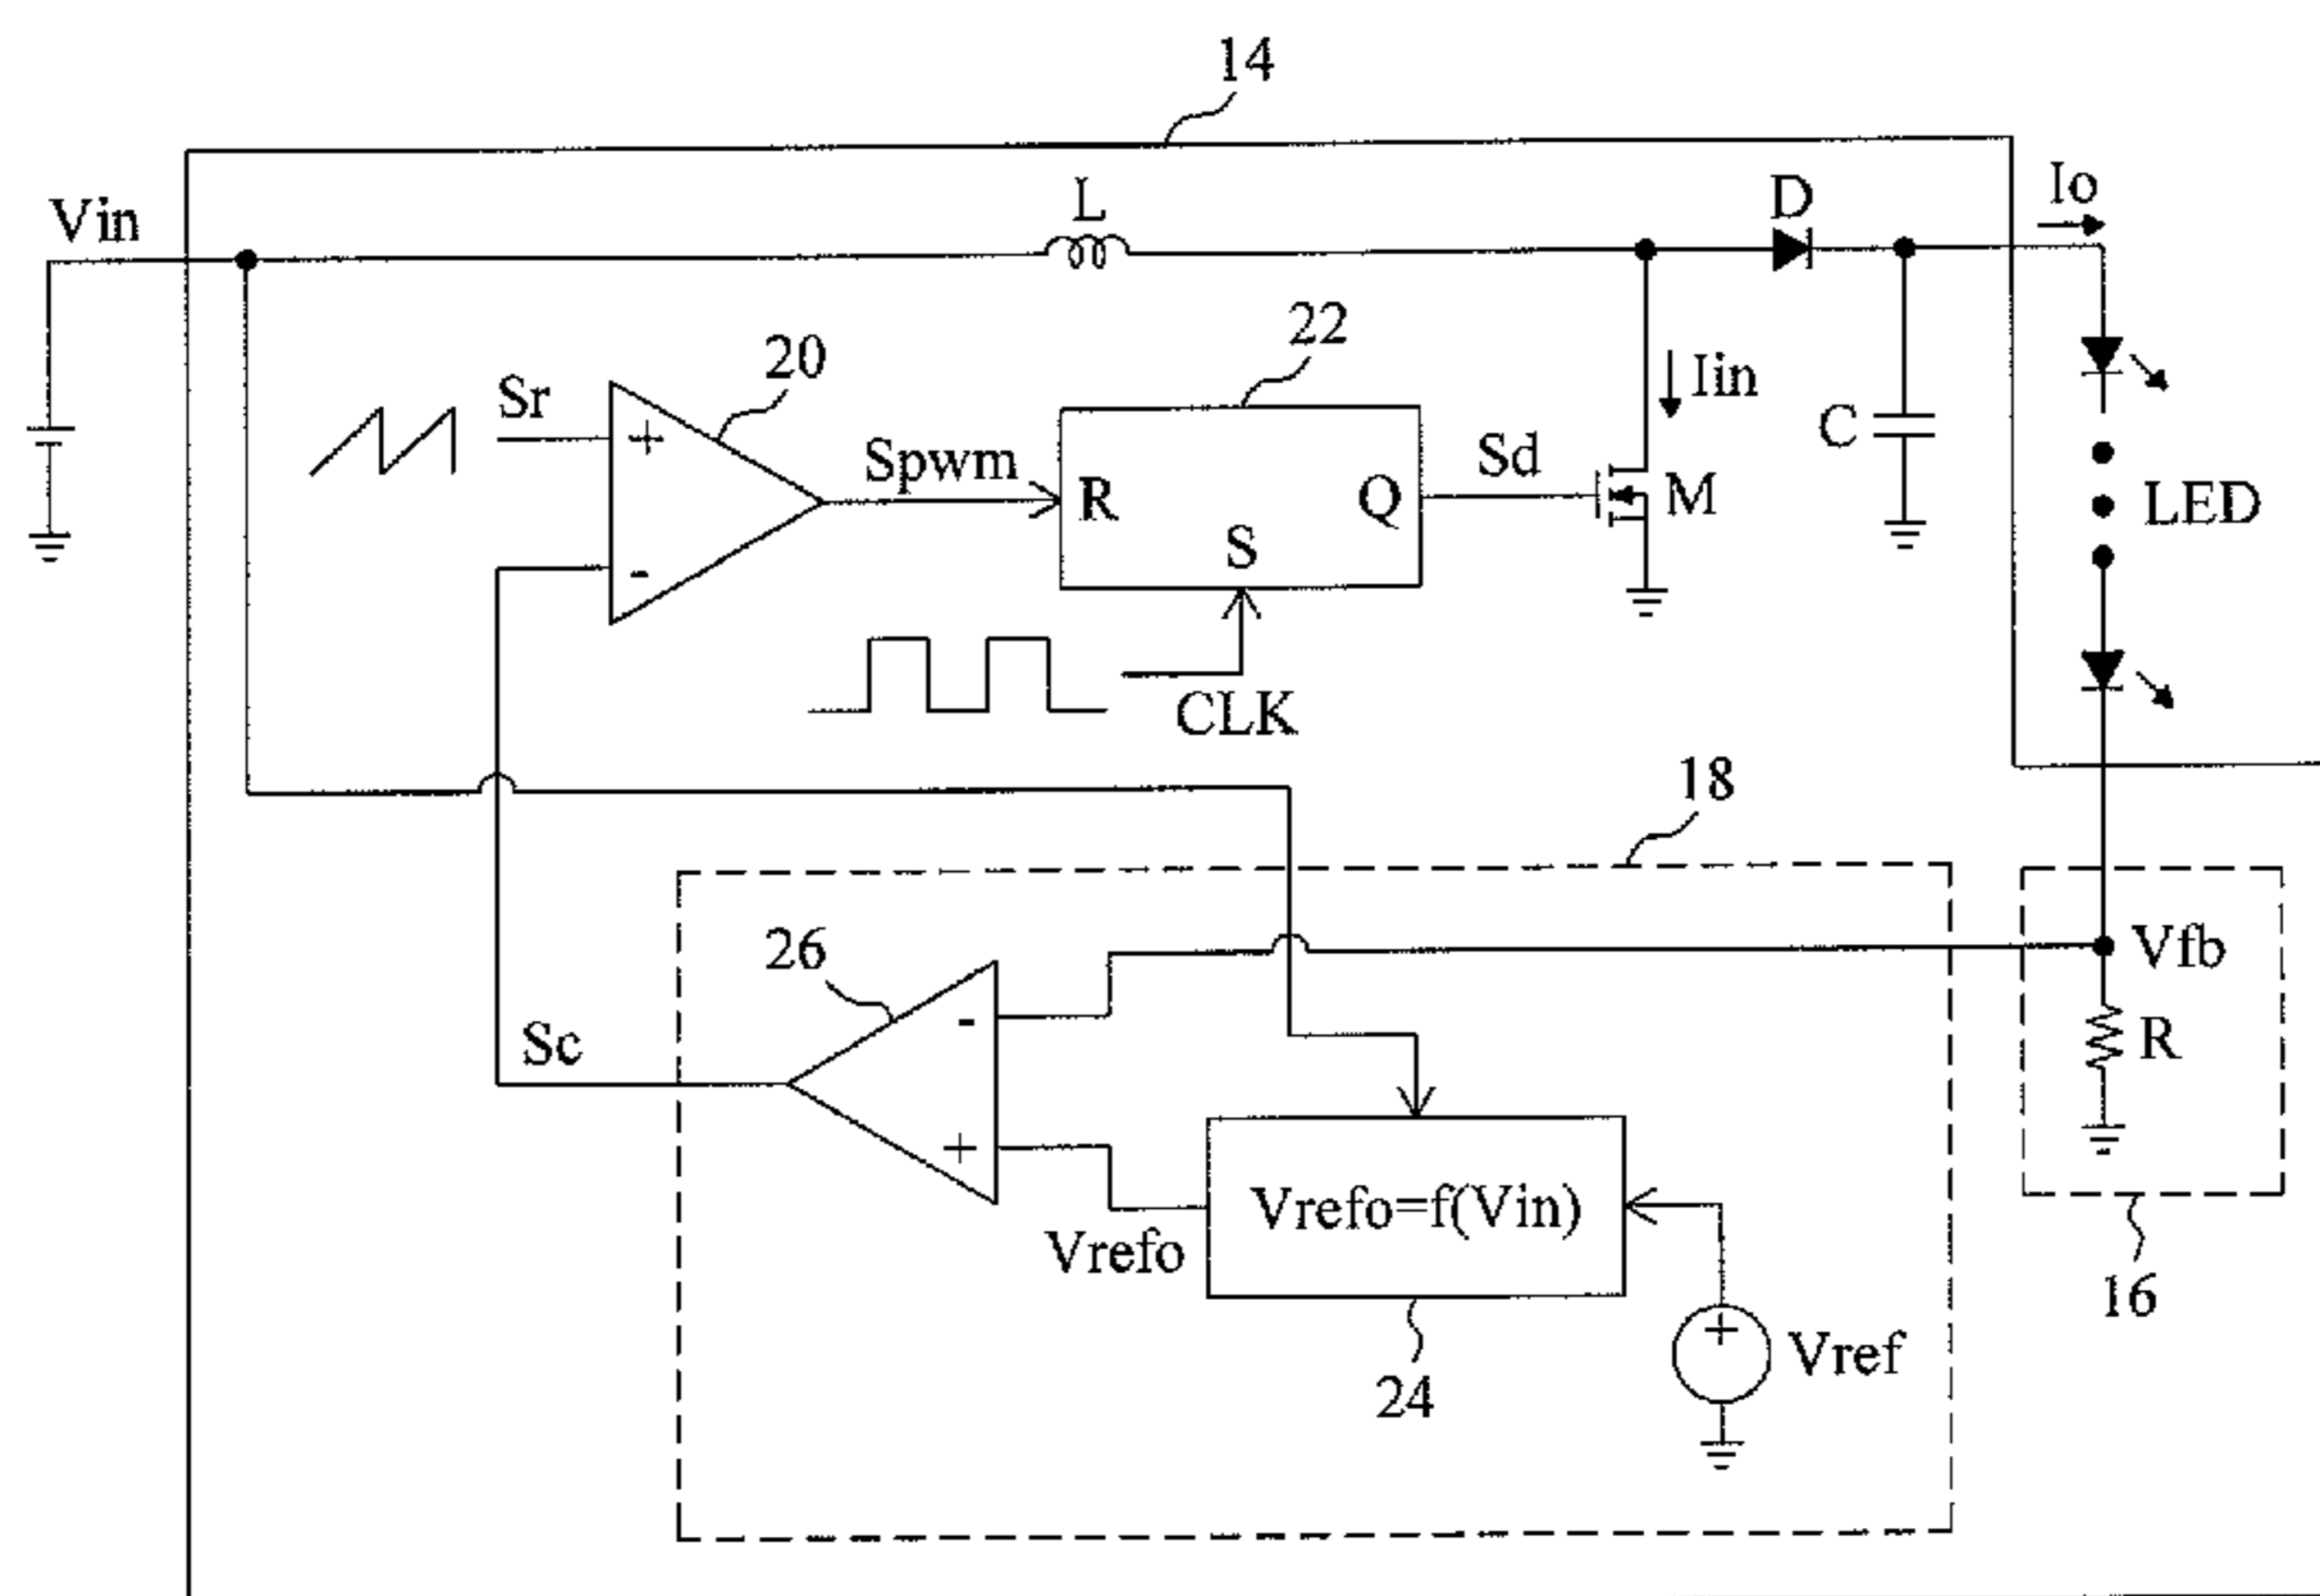 14
Vin
L
D
Io
Sr
20
22
Iin
C
+
Spwm
R
Q
Sd
M
LED
S
-
CLK
18
26
-
Vfb
Sc
R
+
Vrefo=f(Vin)
Vrefo
16
24
+
Vref